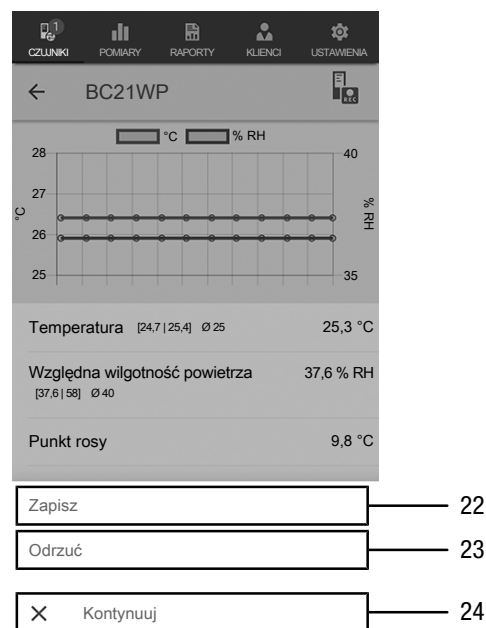 1
CZUJNIKI POMIARY RAPORTY KLIENCI USTAWIENIA
BC21WP
REC
°C % RH
28 40
27
°C % RH
26
25 35
Temperatura [24,7 | 25,4] Ø 25 25,3 °C
Względna wilgotność powietrza 37,6 % RH
[37,6 | 58] Ø 40
Punkt rosy 9,8 °C
Zapisz 22
Odrzuć 23
Kontynuuj 24